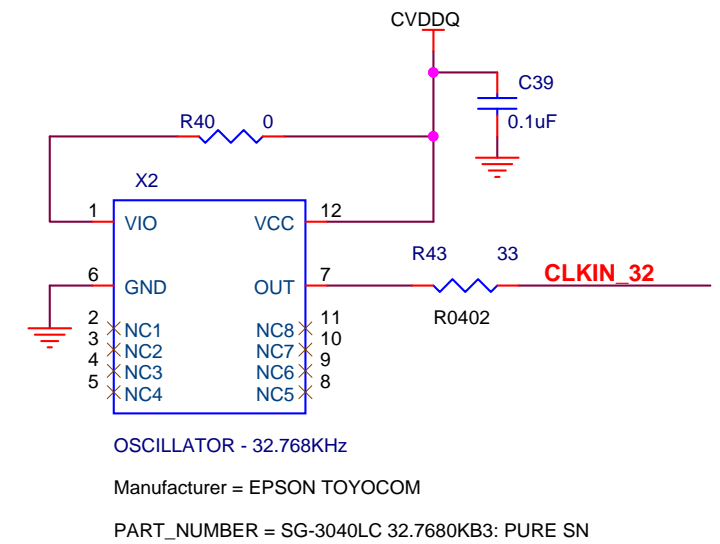 CVDDQ
C39
0.1uF
R40 0
X2
1 VIO VCC 12
R43 33
CLKIN_32
6 GND OUT 7
R0402
2 NC1 NC8 11
3 NC2 NC7 10
4 NC3 NC6 9
5 NC4 NC5 8
OSCILLATOR - 32.768KHz
Manufacturer = EPSON TOYOCOM
PART_NUMBER = SG-3040LC 32.7680KB3: PURE SN